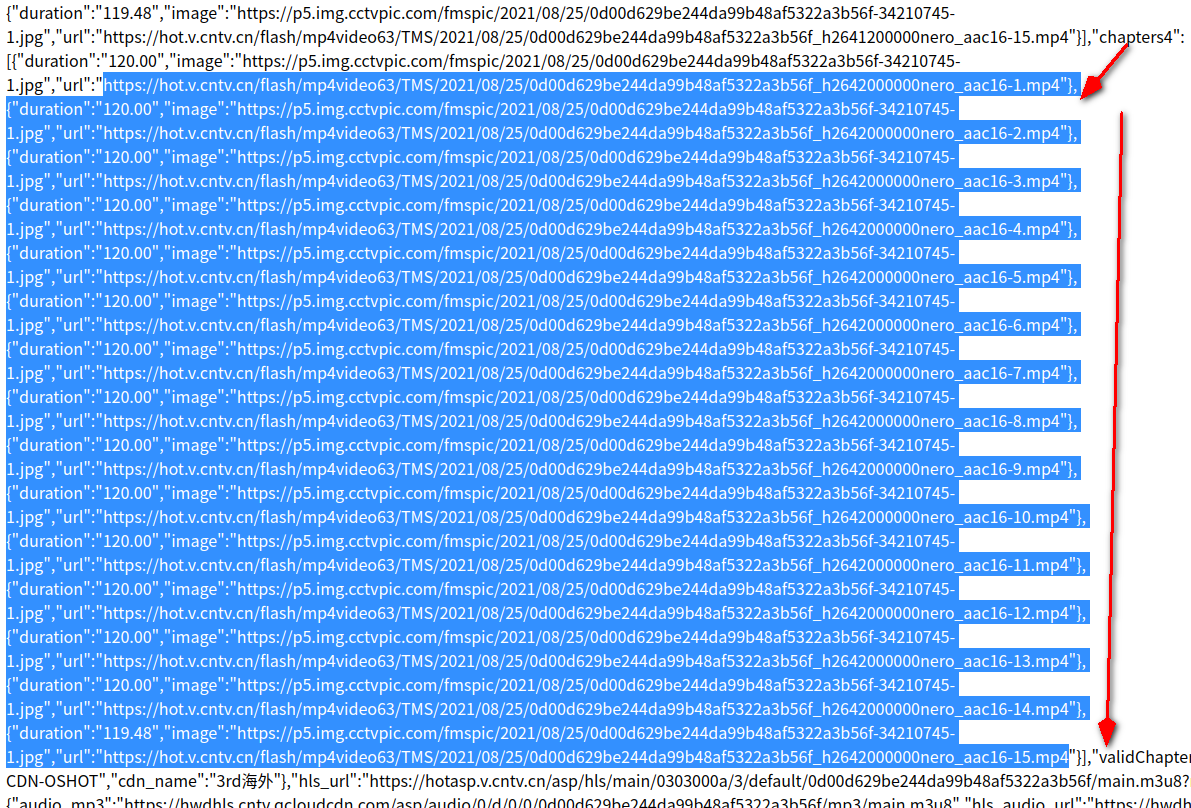 {"duration":"119.48","image":"https://p5.img.cctvpic.com/fmspic/2021/08/25/0d00d629be244da99b48af5322a3b56f-34210745-
1.jpg","url":"https://hot.v.cntv.cn/flash/mp4video63/TMS/2021/08/25/0d00d629be244da99b48af5322a3b56f_h2641200000nero_aac16-15.mp4"}],"chapters4":
[{"duration":"120.00","image":"https://p5.img.cctvpic.com/fmspic/2021/08/25/0d00d629be244da99b48af5322a3b56f-34210745-
1.jpg","url":"https://hot.v.cntv.cn/flash/mp4video63/TMS/2021/08/25/0d00d629be244da99b48af5322a3b56f_h2642000000nero_aac16-1.mp4"},
{"duration":"120.00","image":"https://p5.img.cctvpic.com/fmspic/2021/08/25/0d00d629be244da99b48af5322a3b56f-34210745-
1.jpg","url":"https://hot.v.cntv.cn/flash/mp4video63/TMS/2021/08/25/0d00d629be244da99b48af5322a3b56f_h2642000000nero_aac16-2.mp4"},
{"duration":"120.00","image":"https://p5.img.cctvpic.com/fmspic/2021/08/25/0d00d629be244da99b48af5322a3b56f-34210745-
1.jpg","url":"https://hot.v.cntv.cn/flash/mp4video63/TMS/2021/08/25/0d00d629be244da99b48af5322a3b56f_h2642000000nero_aac16-3.mp4"},
{"duration":"120.00","image":"https://p5.img.cctvpic.com/fmspic/2021/08/25/0d00d629be244da99b48af5322a3b56f-34210745-
1.jpg","url":"https://hot.v.cntv.cn/flash/mp4video63/TMS/2021/08/25/0d00d629be244da99b48af5322a3b56f_h2642000000nero_aac16-4.mp4"},
{"duration":"120.00","image":"https://p5.img.cctvpic.com/fmspic/2021/08/25/0d00d629be244da99b48af5322a3b56f-34210745-
1.jpg","url":"https://hot.v.cntv.cn/flash/mp4video63/TMS/2021/08/25/0d00d629be244da99b48af5322a3b56f_h2642000000nero_aac16-5.mp4"},
{"duration":"120.00","image":"https://p5.img.cctvpic.com/fmspic/2021/08/25/0d00d629be244da99b48af5322a3b56f-34210745-
1.jpg","url":"https://hot.v.cntv.cn/flash/mp4video63/TMS/2021/08/25/0d00d629be244da99b48af5322a3b56f_h2642000000nero_aac16-6.mp4"},
{"duration":"120.00","image":"https://p5.img.cctvpic.com/fmspic/2021/08/25/0d00d629be244da99b48af5322a3b56f-34210745-
1.jpg","url":"https://hot.v.cntv.cn/flash/mp4video63/TMS/2021/08/25/0d00d629be244da99b48af5322a3b56f_h2642000000nero_aac16-7.mp4"},
{"duration":"120.00","image":"https://p5.img.cctvpic.com/fmspic/2021/08/25/0d00d629be244da99b48af5322a3b56f-34210745-
1.jpg","url":"https://hot.v.cntv.cn/flash/mp4video63/TMS/2021/08/25/0d00d629be244da99b48af5322a3b56f_h2642000000nero_aac16-8.mp4"},
{"duration":"120.00","image":"https://p5.img.cctvpic.com/fmspic/2021/08/25/0d00d629be244da99b48af5322a3b56f-34210745-
1.jpg","url":"https://hot.v.cntv.cn/flash/mp4video63/TMS/2021/08/25/0d00d629be244da99b48af5322a3b56f_h2642000000nero_aac16-9.mp4"},
{"duration":"120.00","image":"https://p5.img.cctvpic.com/fmspic/2021/08/25/0d00d629be244da99b48af5322a3b56f-34210745-
1.jpg","url":"https://hot.v.cntv.cn/flash/mp4video63/TMS/2021/08/25/0d00d629be244da99b48af5322a3b56f_h2642000000nero_aac16-10.mp4"},
{"duration":"120.00","image":"https://p5.img.cctvpic.com/fmspic/2021/08/25/0d00d629be244da99b48af5322a3b56f-34210745-
1.jpg","url":"https://hot.v.cntv.cn/flash/mp4video63/TMS/2021/08/25/0d00d629be244da99b48af5322a3b56f_h2642000000nero_aac16-11.mp4"},
{"duration":"120.00","image":"https://p5.img.cctvpic.com/fmspic/2021/08/25/0d00d629be244da99b48af5322a3b56f-34210745-
1.jpg","url":"https://hot.v.cntv.cn/flash/mp4video63/TMS/2021/08/25/0d00d629be244da99b48af5322a3b56f_h2642000000nero_aac16-12.mp4"},
{"duration":"120.00","image":"https://p5.img.cctvpic.com/fmspic/2021/08/25/0d00d629be244da99b48af5322a3b56f-34210745-
1.jpg","url":"https://hot.v.cntv.cn/flash/mp4video63/TMS/2021/08/25/0d00d629be244da99b48af5322a3b56f_h2642000000nero_aac16-13.mp4"},
{"duration":"120.00","image":"https://p5.img.cctvpic.com/fmspic/2021/08/25/0d00d629be244da99b48af5322a3b56f-34210745-
1.jpg","url":"https://hot.v.cntv.cn/flash/mp4video63/TMS/2021/08/25/0d00d629be244da99b48af5322a3b56f_h2642000000nero_aac16-14.mp4"},
{"duration":"119.48","image":"https://p5.img.cctvpic.com/fmspic/2021/08/25/0d00d629be244da99b48af5322a3b56f-34210745-
1.jpg","url":"https://hot.v.cntv.cn/flash/mp4video63/TMS/2021/08/25/0d00d629be244da99b48af5322a3b56f_h2642000000nero_aac16-15.mp4"}],"validChapter
CDN-OSHOT","cdn_name":"3rd海外"},"hls_url":"https://hotasp.v.cntv.cn/asp/hls/main/0303000a/3/default/0d00d629be244da99b48af5322a3b56f/main.m3u8?
{"audio_mp3":"https://hwdhls.cntv.qcloudcdn.com/asp/audio/0/d/0/0/0d00d629be244da99b48af5322a3b56f/mp3/main.m3u8","hls_audio_url":"https://hwd